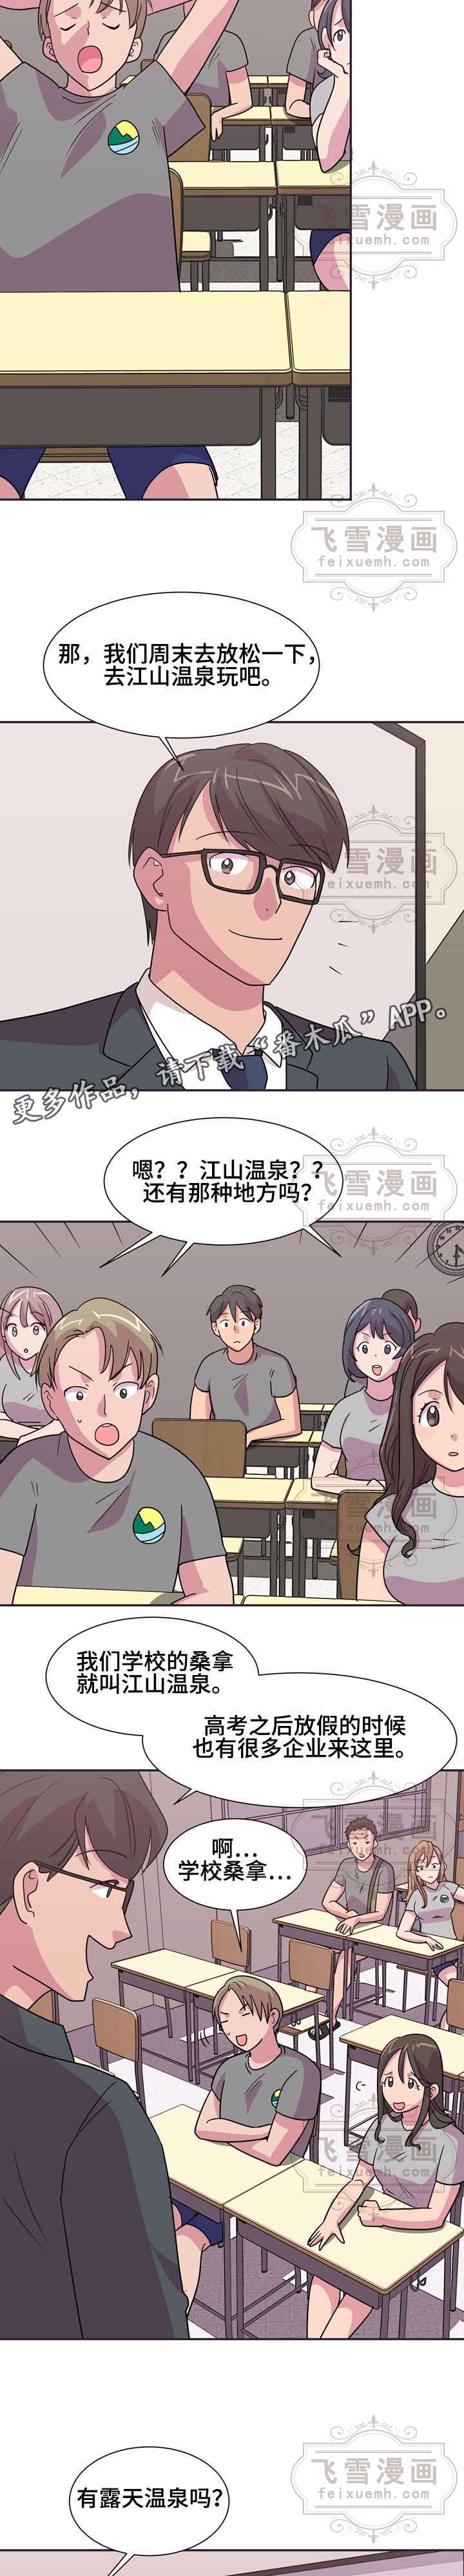 飞雪漫画
feixuemh.com
飞雪漫画
feixuemh.com
那，我们周末去放松一下，
去江山温泉玩吧。
飞雪漫画
feixuemh.com
更多作品，请下载“番木瓜”APP。
嗯？？江山温泉？？
还有那种地方吗？
飞雪漫画
feixuemh.com
飞雪漫画
feixuemh.com
我们学校的桑拿
就叫江山温泉。
高考之后放假的时候
也有很多企业来这里。
飞雪漫画
feixuemh.com
啊...
学校桑拿...
飞雪漫画
feixuemh.com
飞雪漫画
feixuemh.com
有露天温泉吗？